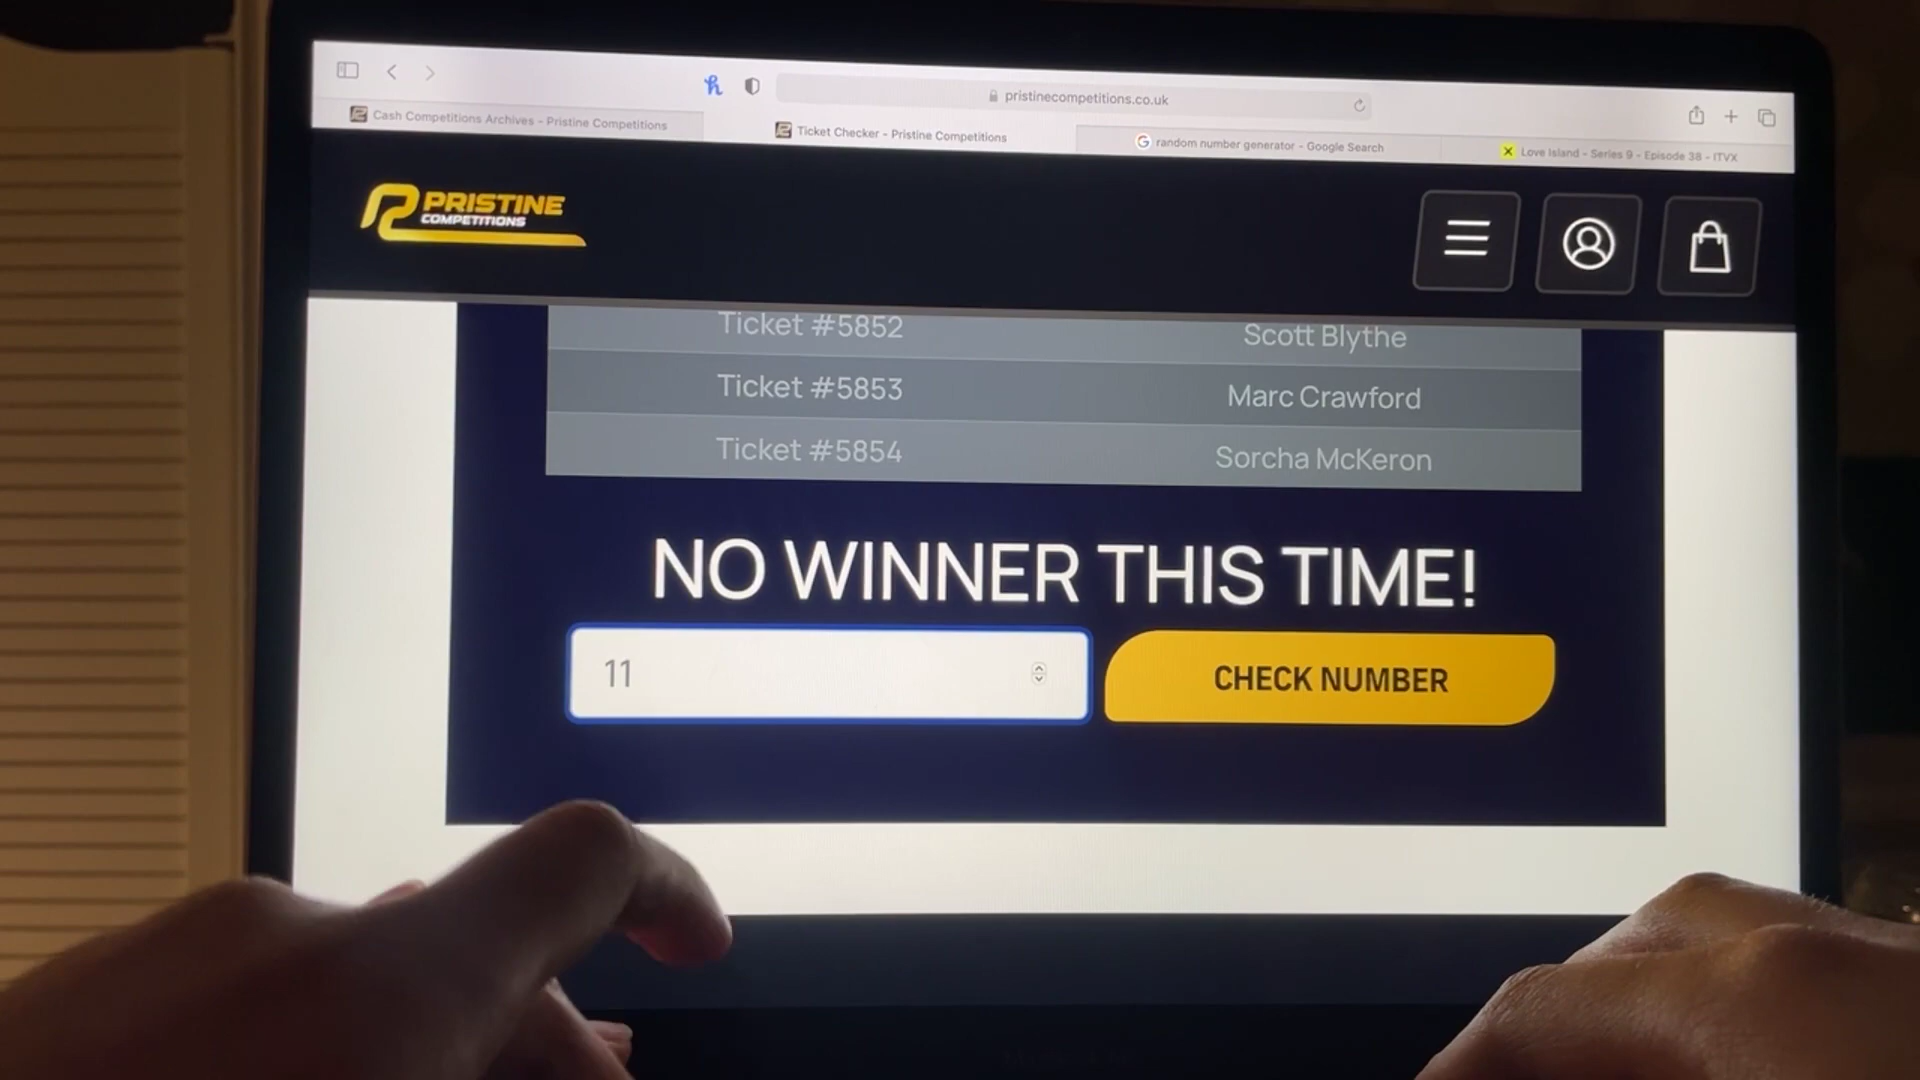 pristinecompetitions.co.uk
Cash Competitions Archives - Pristine Competitions
Ticket Checker - Pristine Competitions
random number generator - Google Search
Love Island - Series 9 - Episode 38 - ITVX
PRISTINE
COMPETITIONS
Ticket #5852 Scott Blythe
Ticket #5853 Marc Crawford
Ticket #5854 Sorcha McKeron
NO WINNER THIS TIME!
11
CHECK NUMBER